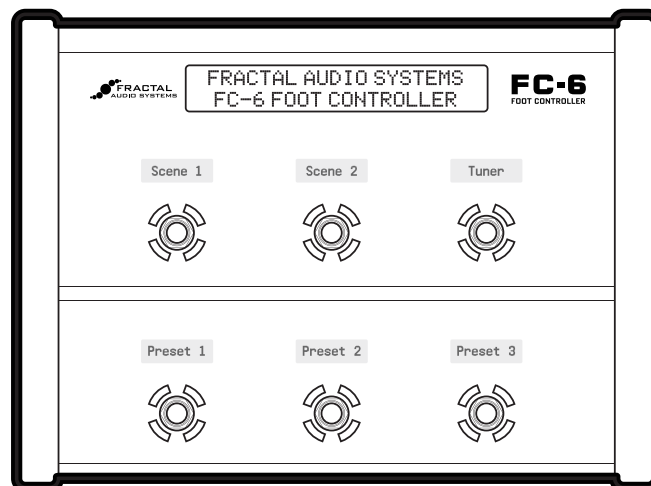 FRACTAL
AUDIO SYSTEMS
FRACTAL AUDIO SYSTEMS
FC-6 FOOT CONTROLLER
FC-6
FOOT CONTROLLER
Scene 1
Scene 2
Tuner
Preset 1
Preset 2
Preset 3